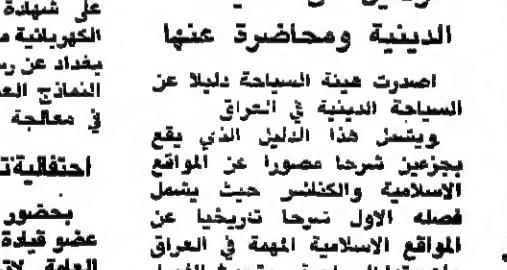 الدينية ومحاضرة عنها
اصدرت هيئة السياحة دليلا عن
السياحة الدينية في العراق
ويشمل هذا الدليل الذي يقع
بجزءين شرحا مصورا عن المواقع
الاسلامية والكنائس حيث يشمل
فصله الاول شرحا تاريخيا عن
المواقع الاسلامية المهمة في العراق
على شهادة
الكهربائية
بغداد عن
النماذج
في معالجة
بحضور
عضو قيادة
العامة